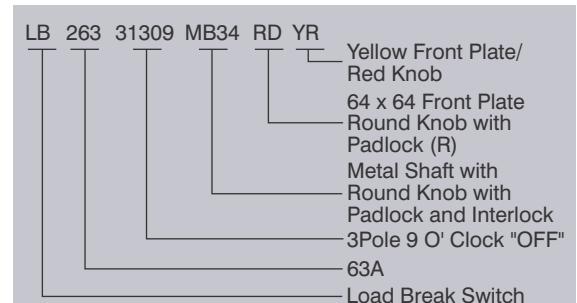 LB 263 31309 MB34 RD YR
Yellow Front Plate/
Red Knob
64 x 64 Front Plate
Round Knob with
Padlock (R)
Metal Shaft with
Round Knob with
Padlock and Interlock
3Pole 9 O' Clock "OFF"
63A
Load Break Switch